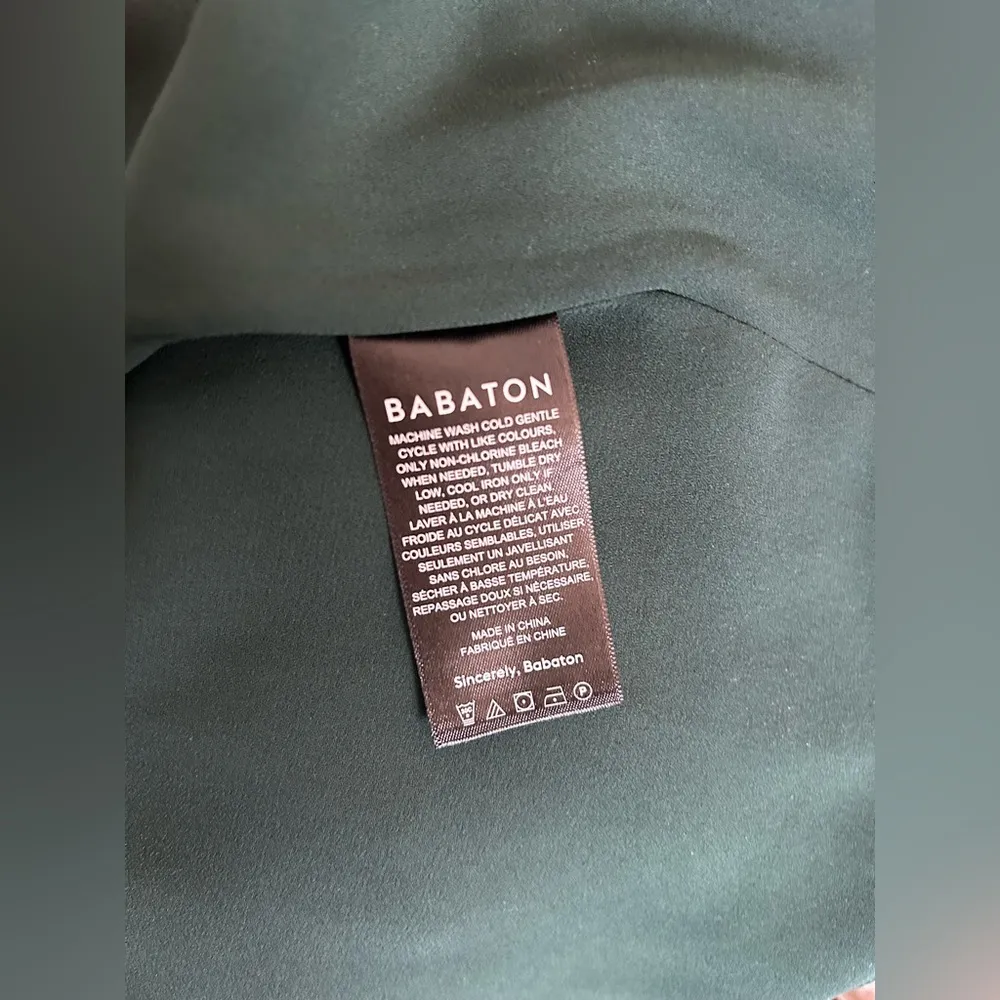 BABATON
MACHINE WASH COLD GENTLE
CYCLE WITH LIKE COLOURS,
ONLY NON-CHLORINE BLEACH
WHEN NEEDED, TUMBLE DRY
LOW, COOL IRON ONLY IF
NEEDED, OR DRY CLEAN.
LAVER À LA MACHINE À L'EAU
FROIDE AU CYCLE DÉLICAT AVEC
COULEURS SEMBLABLES, UTILISER
SEULEMENT UN JAVELLISANT
SANS CHLORE AU BESOIN,
SÉCHER À BASSE TEMPÉRATURE,
REPASSAGE DOUX SI NÉCESSAIRE,
OU NETTOYER À SEC.
MADE IN CHINA
FABRIQUÉ EN CHINE
Sincerely, Babaton
P